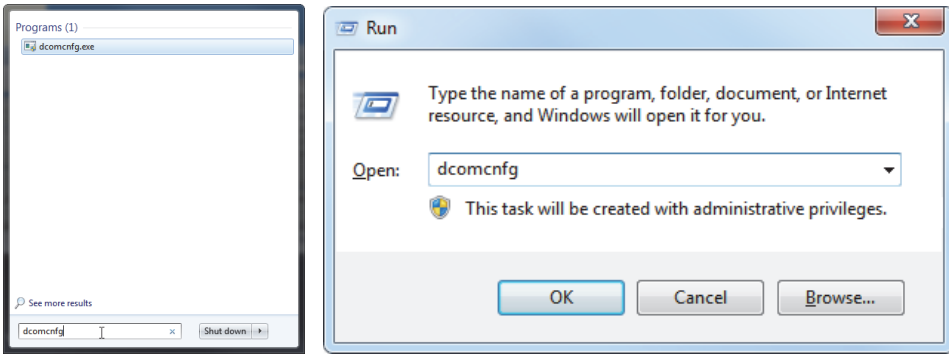 Programs (1)
dcomcnfg.exe
See more results
dcomcnfg
Shut down
Run
Type the name of a program, folder, document, or Internet
resource, and Windows will open it for you.
Open: dcomcnfg
This task will be created with administrative privileges.
OK Cancel Browse...